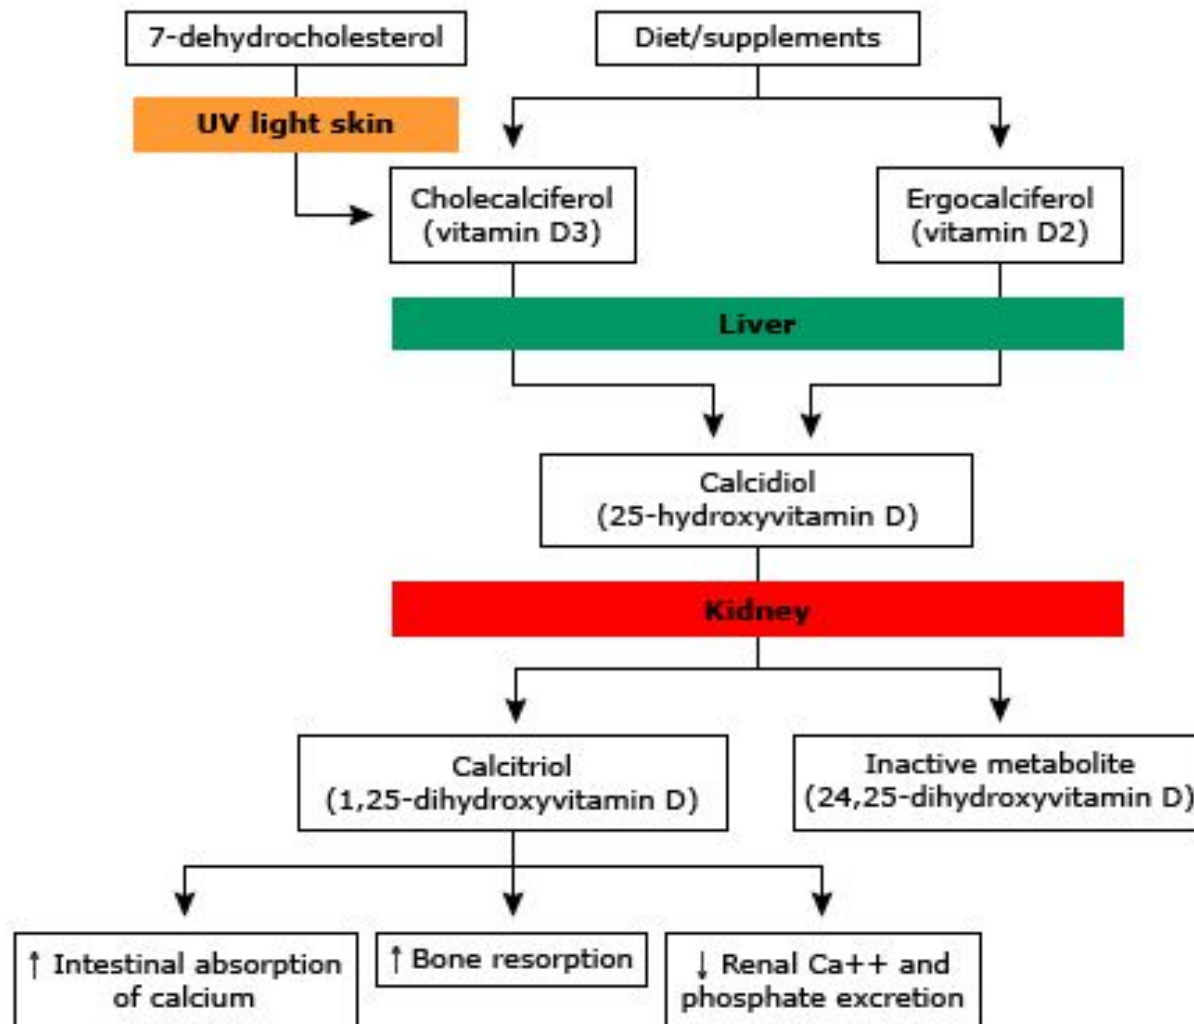 7-dehydrocholesterol
Diet/supplements
UV light skin
Cholecalciferol
(vitamin D3)
Ergocalciferol
(vitamin D2)
Liver
Calcidiol
(25-hydroxyvitamin D)
Kidney
Calcitriol
(1,25-dihydroxyvitamin D)
Inactive metabolite
(24,25-dihydroxyvitamin D)
↑ Intestinal absorption
of calcium
↑ Bone resorption
↓ Renal Ca++ and
phosphate excretion